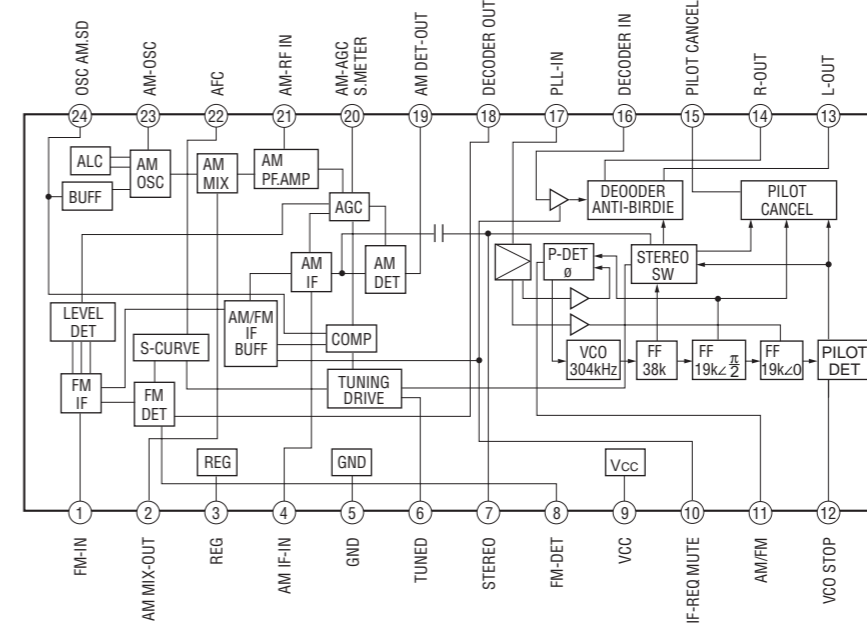 OSC AM.SD
AM-OSC
AFC
AM-RF IN
AM-AGC
S.METER
AM DET-OUT
DECODER OUT
PLL-IN
DECODER IN
PILOT CANCEL
R-OUT
L-OUT
24
23
22
21
20
19
18
17
16
15
14
13
ALC
BUFF
AM
OSC
AM
MIX
AM
PF.AMP
AGC
AM
IF
AM
DET
DEOODER
ANTI-BIRDIE
PILOT
CANCEL
P-DET
ø
STEREO
SW
LEVEL
DET
S-CURVE
AM/FM
IF
BUFF
COMP
TUNING
DRIVE
FM
IF
FM
DET
VCO
304kHz
FF
38k
FF
19k∠π/2
FF
19k∠0
PILOT
DET
REG
GND
Vcc
1
2
3
4
5
6
7
8
9
10
11
12
FM-IN
AM MIX-OUT
REG
AM IF-IN
GND
TUNED
STEREO
FM-DET
VCC
IF-REQ MUTE
AM/FM
VCO STOP